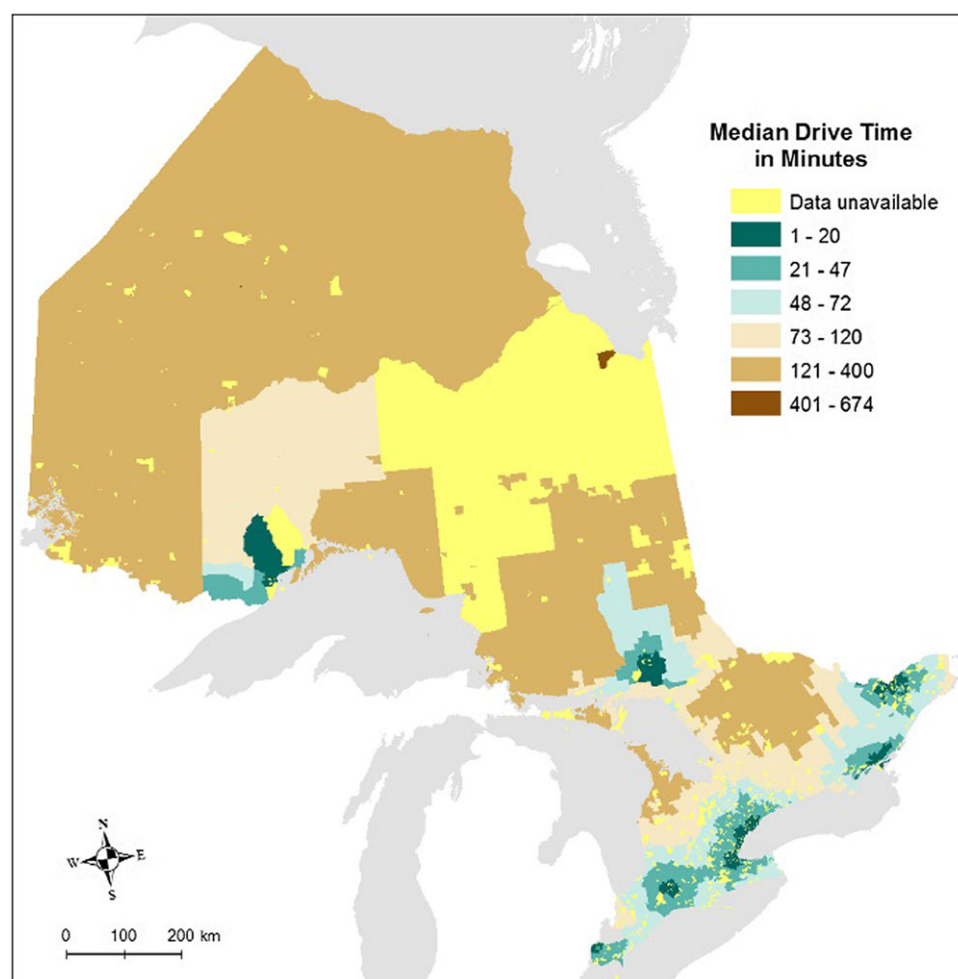 Median Drive Time
in Minutes
Data unavailable
1 - 20
21 - 47
48 - 72
73 - 120
121 - 400
401 - 674
N
W E
S
0 100 200 km